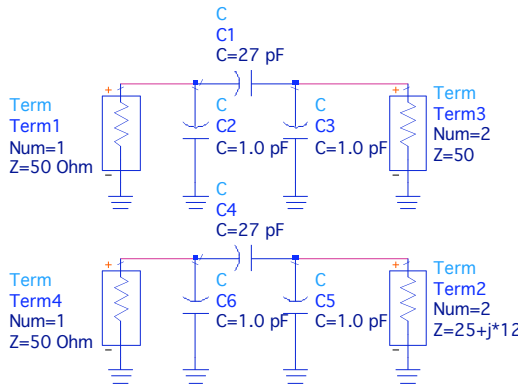 C
C1
C=27 pF
+
+
Term
Term1
Num=1
Z=50 Ohm
-
C
C2
C=1.0 pF
C
C3
C=1.0 pF
Term
Term3
Num=2
Z=50
-
C
C4
C=27 pF
+
+
Term
Term4
Num=1
Z=50 Ohm
-
C
C6
C=1.0 pF
C
C5
C=1.0 pF
Term
Term2
Num=2
Z=25+j*12
-